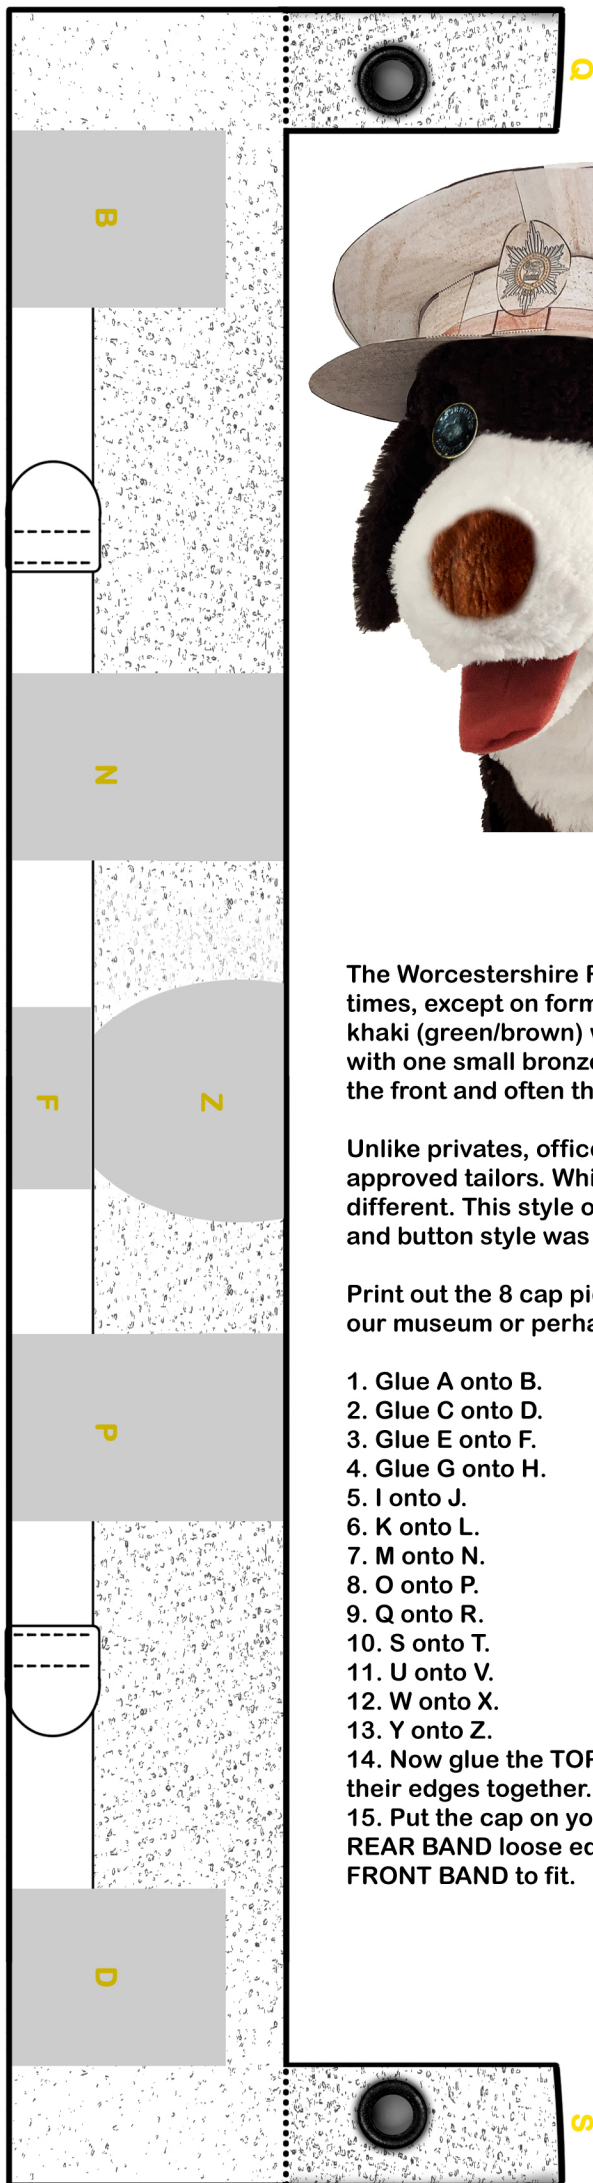 Q
B
N
F
Z
P
D
S
The Worcestershire
times, except on form
khaki (green/brown)
with one small bronz
the front and often th
Unlike privates, offic
approved tailors. Whi
different. This style o
and button style was
Print out the 8 cap pi
our museum or perha
1. Glue A onto B.
2. Glue C onto D.
3. Glue E onto F.
4. Glue G onto H.
5. I onto J.
6. K onto L.
7. M onto N.
8. O onto P.
9. Q onto R.
10. S onto T.
11. U onto V.
12. W onto X.
13. Y onto Z.
14. Now glue the TOP
their edges together.
15. Put the cap on yo
REAR BAND loose ed
FRONT BAND to fit.